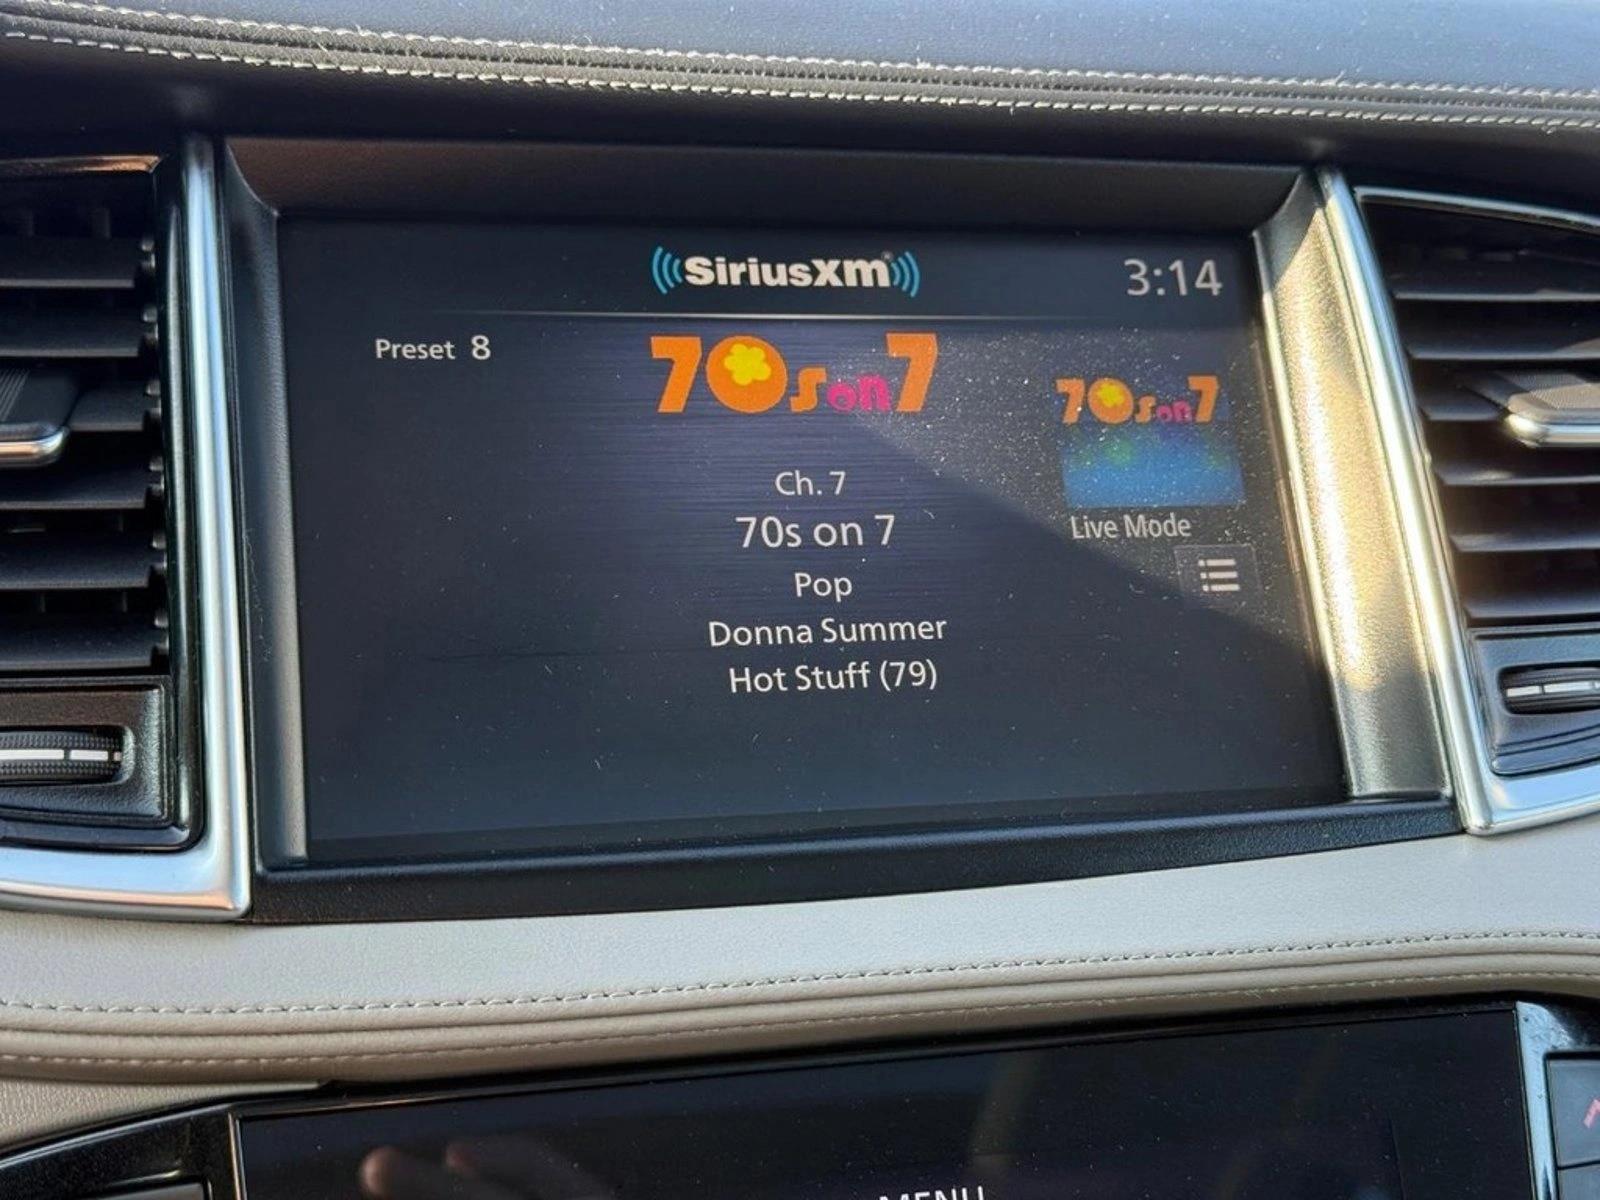 SiriusXm
3:14
Preset 8
70s on 7
70s on 7
Ch. 7
70s on 7
Live Mode
Pop
Donna Summer
Hot Stuff (79)
MENU